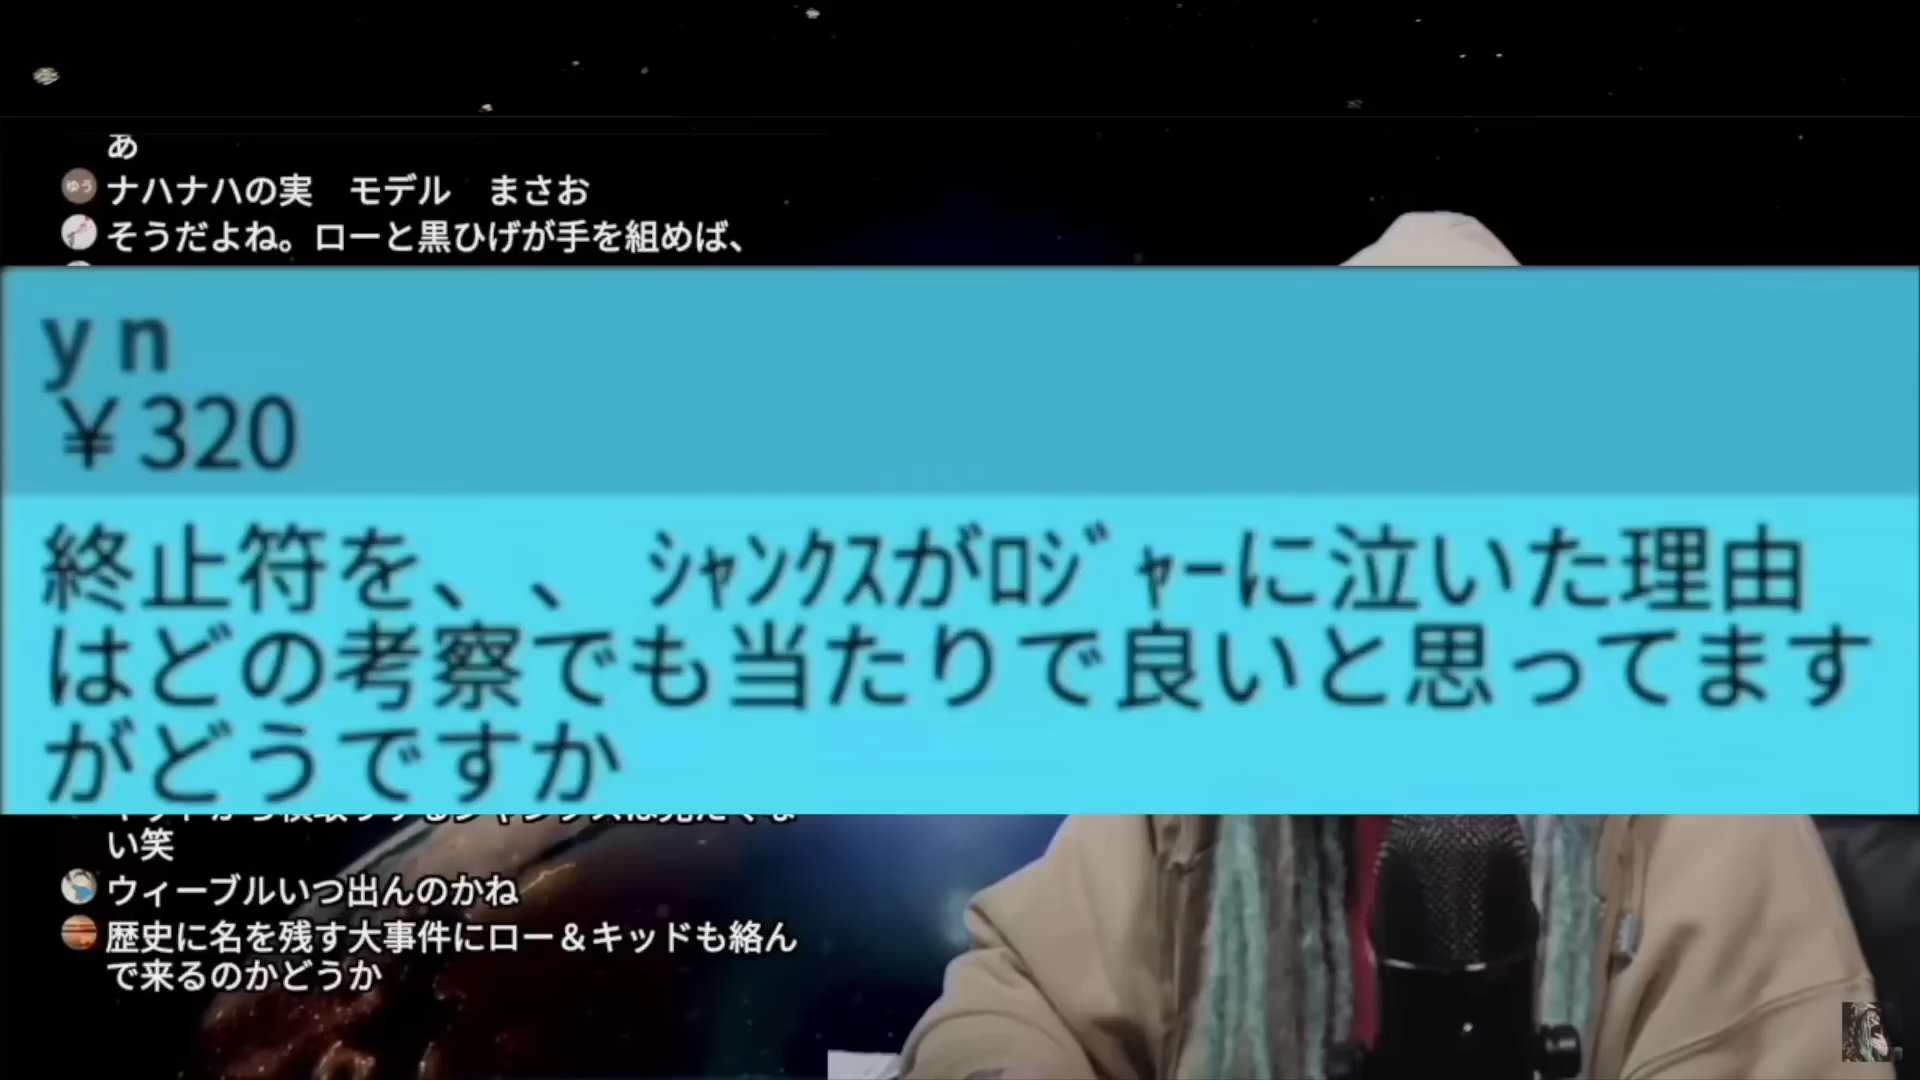 あ
ゆう ナハナハの実　モデル　まさお
そうだよね。ローと黒ひげが手を組めば、
y n
￥320
終止符を、、 ｼｬﾝｸｽがﾛｼﾞｬｰに泣いた理由
はどの考察でも当たりで良いと思ってます
がどうですか
い笑
ウィーブルいつ出んのかね
歴史に名を残す大事件にロー＆キッドも絡ん
で来るのかどうか